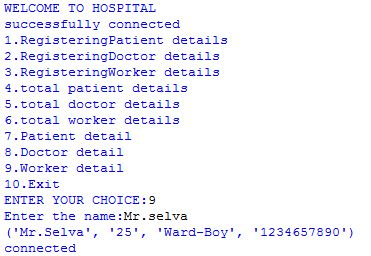 WELCOME TO HOSPITAL
successfully connected
1.RegisteringPatient details
2.RegisteringDoctor details
3.RegisteringWorker details
4.total patient details
5.total doctor details
6.total worker details
7.Patient detail
8.Doctor detail
9.Worker detail
10.Exit
ENTER YOUR CHOICE:9
Enter the name:Mr.selva
('Mr.Selva', '25', 'Ward-Boy', '1234657890')
connected